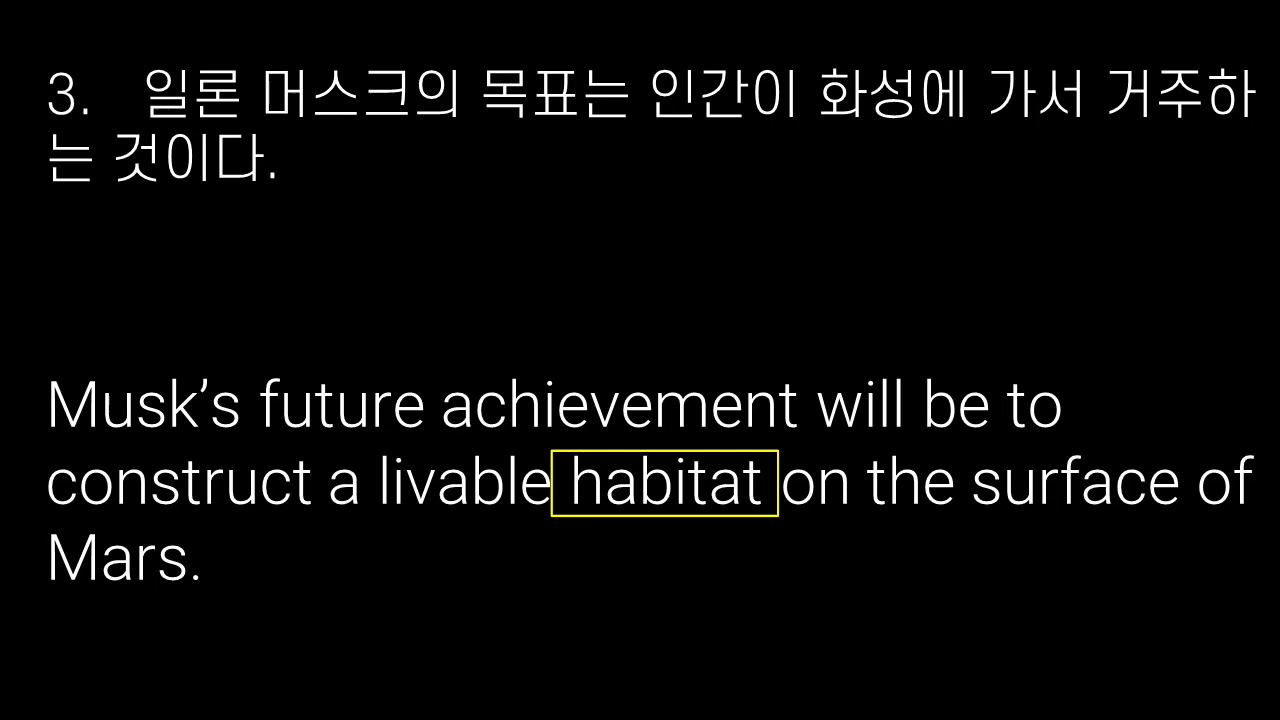 3. 일론 머스크의 목표는 인간이 화성에 가서 거주하
는 것이다.
Musk’s future achievement will be to
construct a livable habitat on the surface of
Mars.